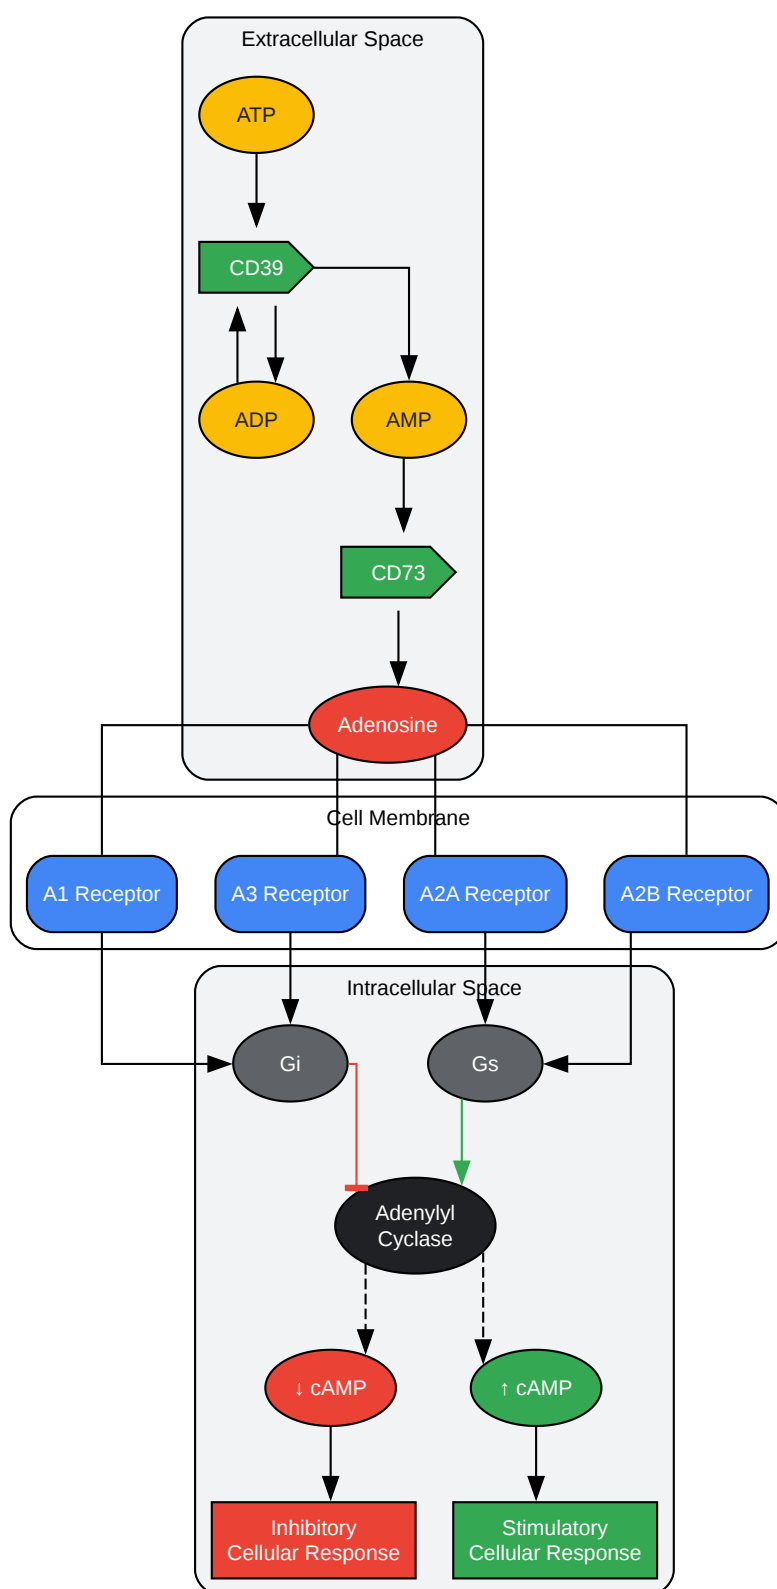 Extracellular Space
ATP
CD39
ADP
AMP
CD73
Adenosine
Cell Membrane
A1 Receptor
A3 Receptor
A2A Receptor
A2B Receptor
Intracellular Space
Gi
Gs
Adenylyl
Cyclase
↓ cAMP
↑ cAMP
Inhibitory
Cellular Response
Stimulatory
Cellular Response